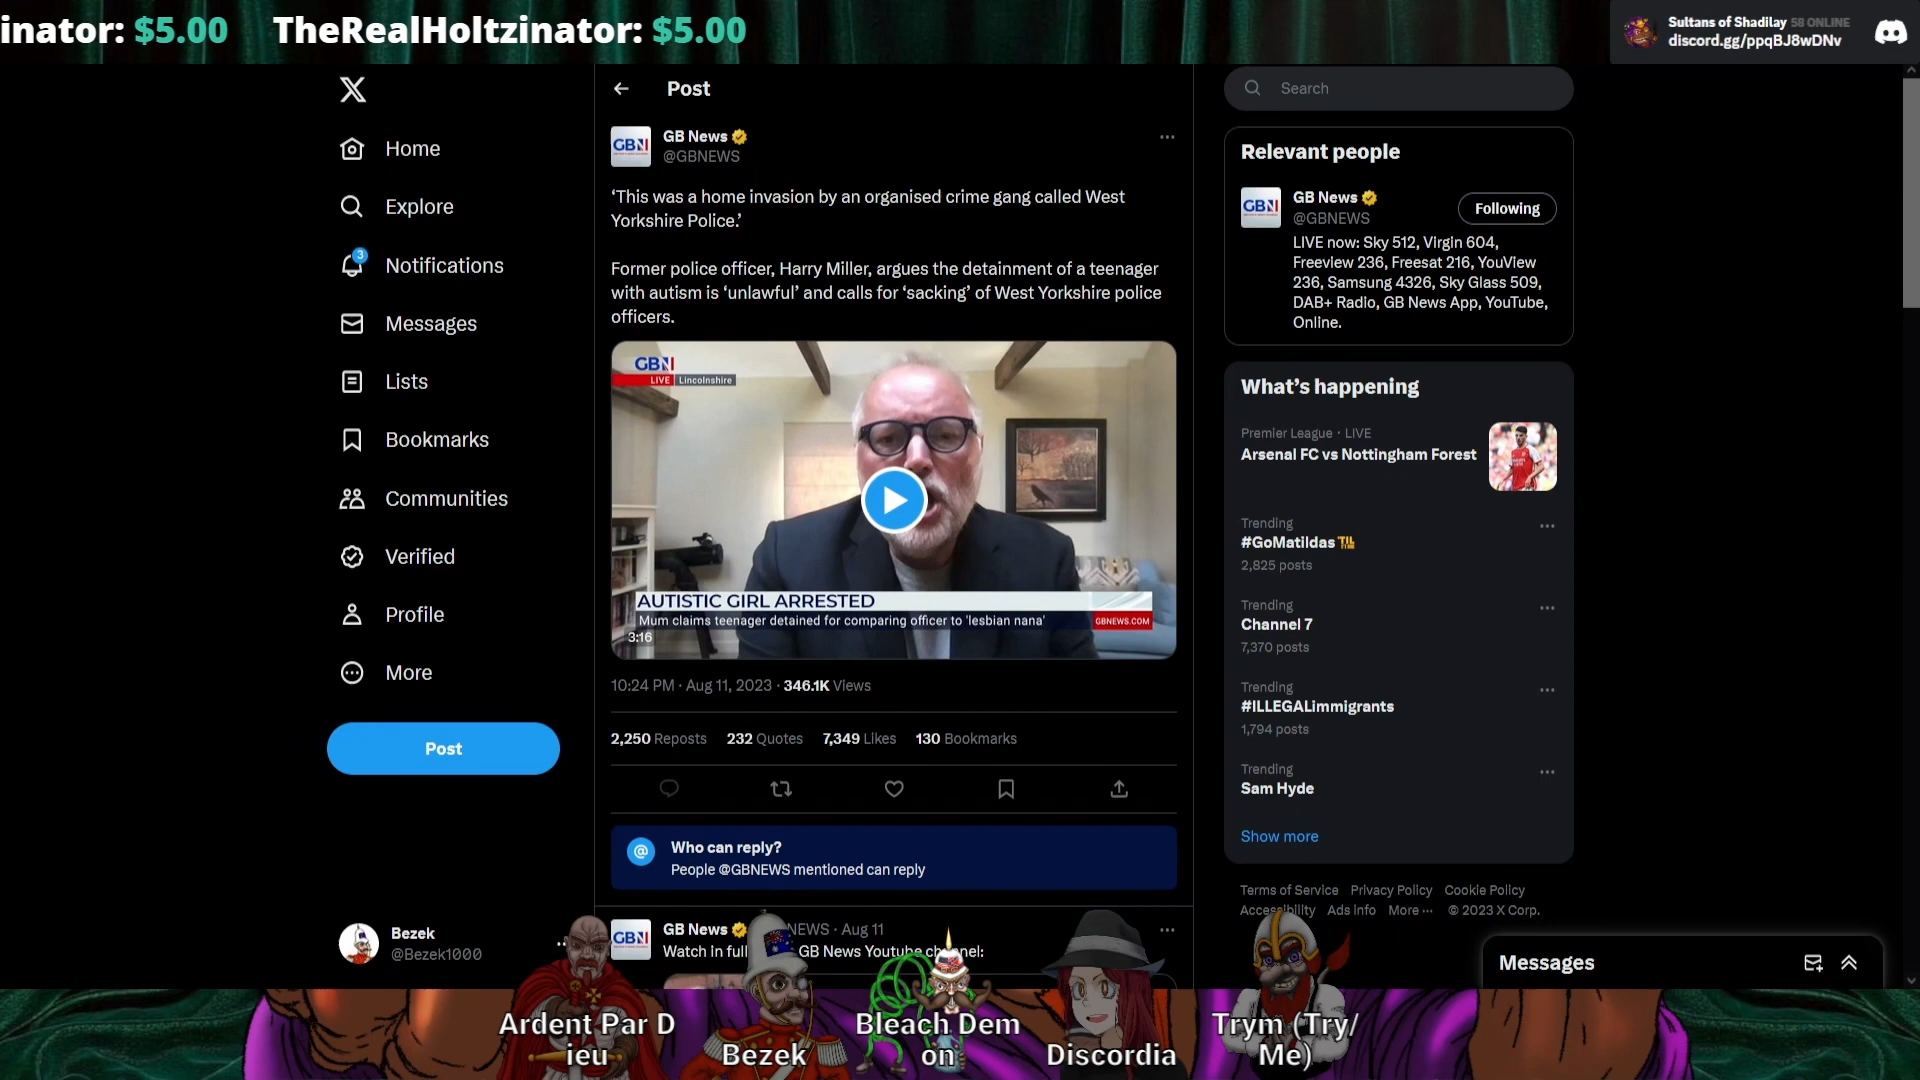 inator: $5.00 TheRealHoltzinator: $5.00
Sultans of Shadilay 58 ONLINE
discord.gg/ppqBJ8wDNv
Home
Explore
3
Notifications
Messages
Lists
Bookmarks
Communities
Verified
Profile
More
Post
Bezek
@Bezek1000
Post
GBN
GB News
@GBNEWS
‘This was a home invasion by an organised crime gang called West
Yorkshire Police.’
Former police officer, Harry Miller, argues the detainment of a teenager
with autism is ‘unlawful’ and calls for ‘sacking’ of West Yorkshire police
officers.
GBN
LIVE Lincolnshire
AUTISTIC GIRL ARRESTED
Mum claims teenager detained for comparing officer to 'lesbian nana'
GBNEWS.COM
3:16
10:24 PM · Aug 11, 2023 · 346.1K Views
2,250 Reposts 232 Quotes 7,349 Likes 130 Bookmarks
@
Who can reply?
People @GBNEWS mentioned can reply
GBN
GB News NEWS · Aug 11
Watch in full GB News Youtube channel:
Search
Relevant people
GBN
GB News
@GBNEWS
Following
LIVE now: Sky 512, Virgin 604,
Freeview 236, Freesat 216, YouView
236, Samsung 4326, Sky Glass 509,
DAB+ Radio, GB News App, YouTube,
Online.
What’s happening
Premier League · LIVE
Arsenal FC vs Nottingham Forest
Trending
#GoMatildas
2,825 posts
Trending
Channel 7
7,370 posts
Trending
#ILLEGALimmigrants
1,794 posts
Trending
Sam Hyde
Show more
Terms of Service Privacy Policy Cookie Policy
Accessibility Ads info More ··· © 2023 X Corp.
Messages
Ardent Par D
ieu
Bezek
Bleach Dem
on
Discordia
Trym (Try/
Me)